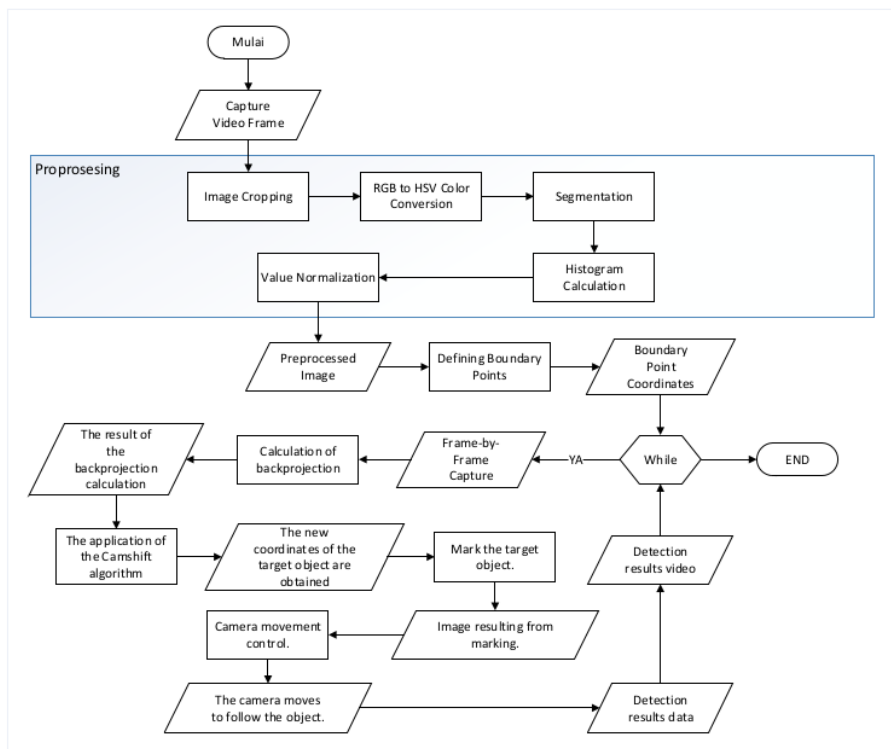 Mulai
Capture
Video Frame
Proprosesing
Image Cropping
RGB to HSV Color
Conversion
Segmentation
Value Normalization
Histogram
Calculation
Preprocessed
Image
Defining Boundary
Points
Boundary
Point
Coordinates
The result of
the
backprojection
calculation
Calculation of
backprojection
Frame-by-
Frame
Capture
YA
While
END
The application of
the Camshift
algorithm
The new
coordinates of the
target object are
obtained
Mark the target
object.
Detection
results video
Camera movement
control.
Image resulting from
marking.
The camera moves
to follow the object.
Detection
results data